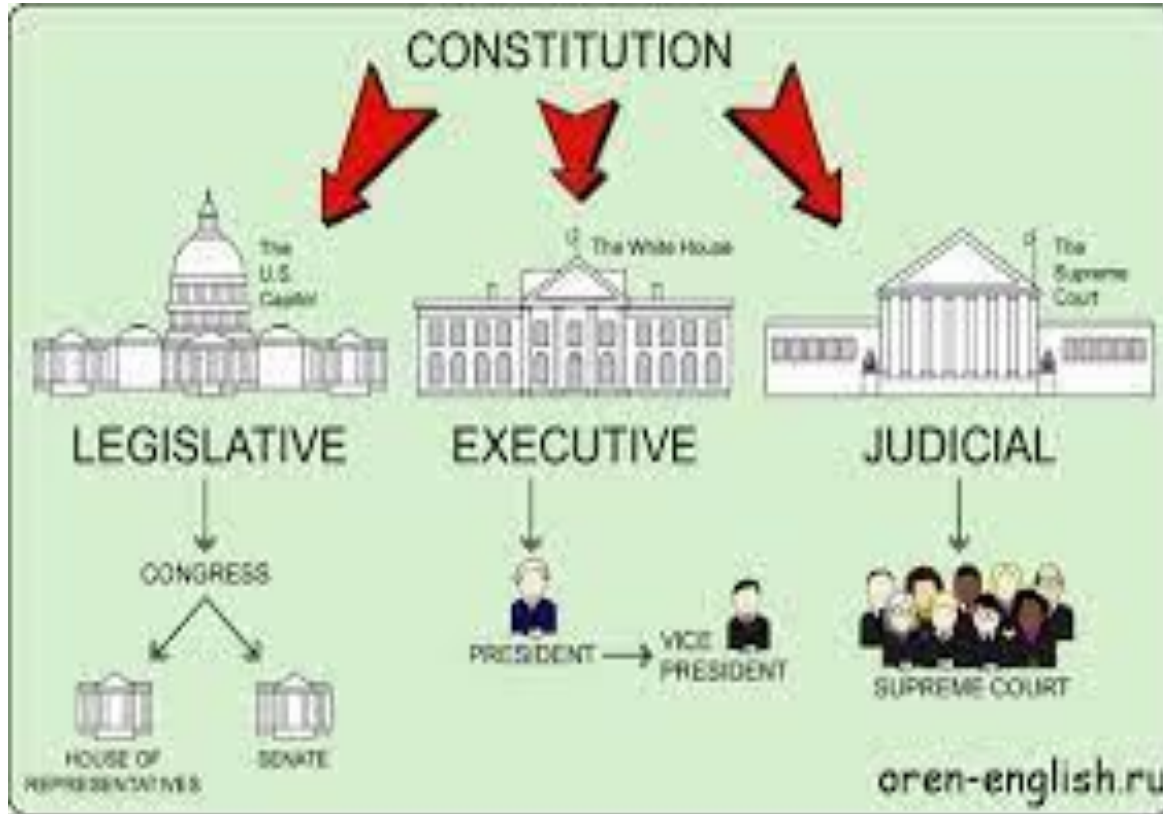 CONSTITUTION
The
U.S.
Capitol
The White House
The
Supreme
Court
LEGISLATIVE
EXECUTIVE
JUDICIAL
CONGRESS
PRESIDENT
VICE
PRESIDENT
SUPREME COURT
HOUSE OF
REPRESENTATIVES
SENATE
oren-english.ru